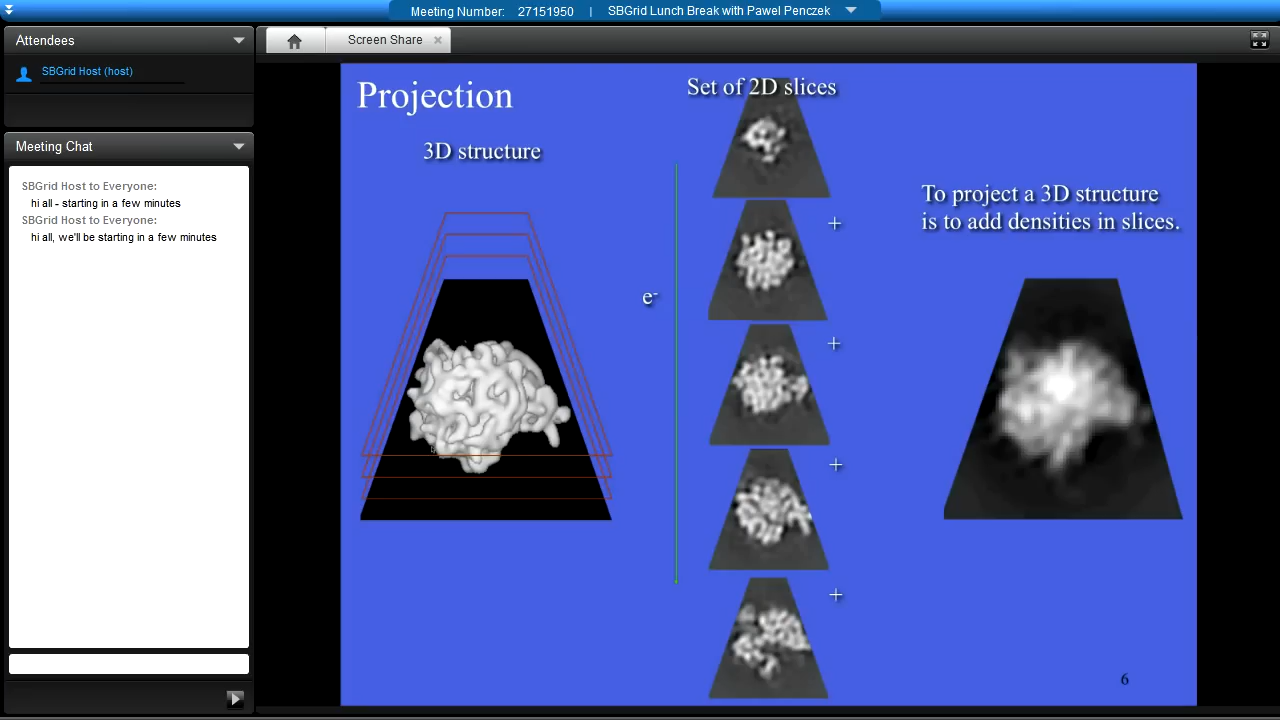 Meeting Number: 27151950 | SBGrid Lunch Break with Pawel Penczek
Attendees
SBGrid Host (host)
Meeting Chat
SBGrid Host to Everyone:
hi all - starting in a few minutes
SBGrid Host to Everyone:
hi all, we'll be starting in a few minutes
Screen Share
Projection
3D structure
Set of 2D slices
e-
+
+
+
+
To project a 3D structure
is to add densities in slices.
6